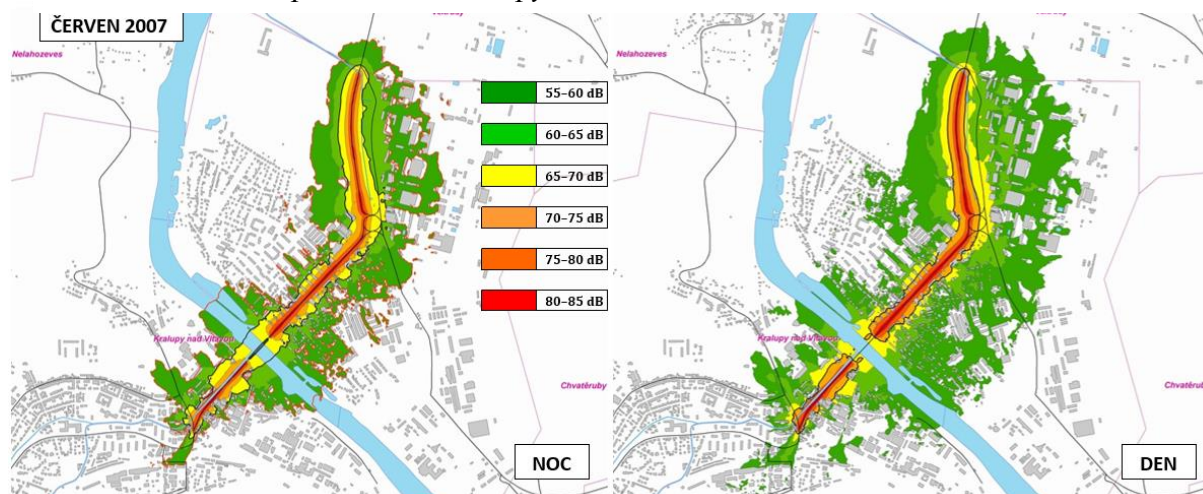 ČERVEN 2007
Nelahozeves
55–60 dB
60–65 dB
65–70 dB
70–75 dB
75–80 dB
80–85 dB
Kralupy nad Vltavou
Chvatěruby
NOC
Nelahozeves
Kralupy nad Vltavou
Chvatěrub
DEN